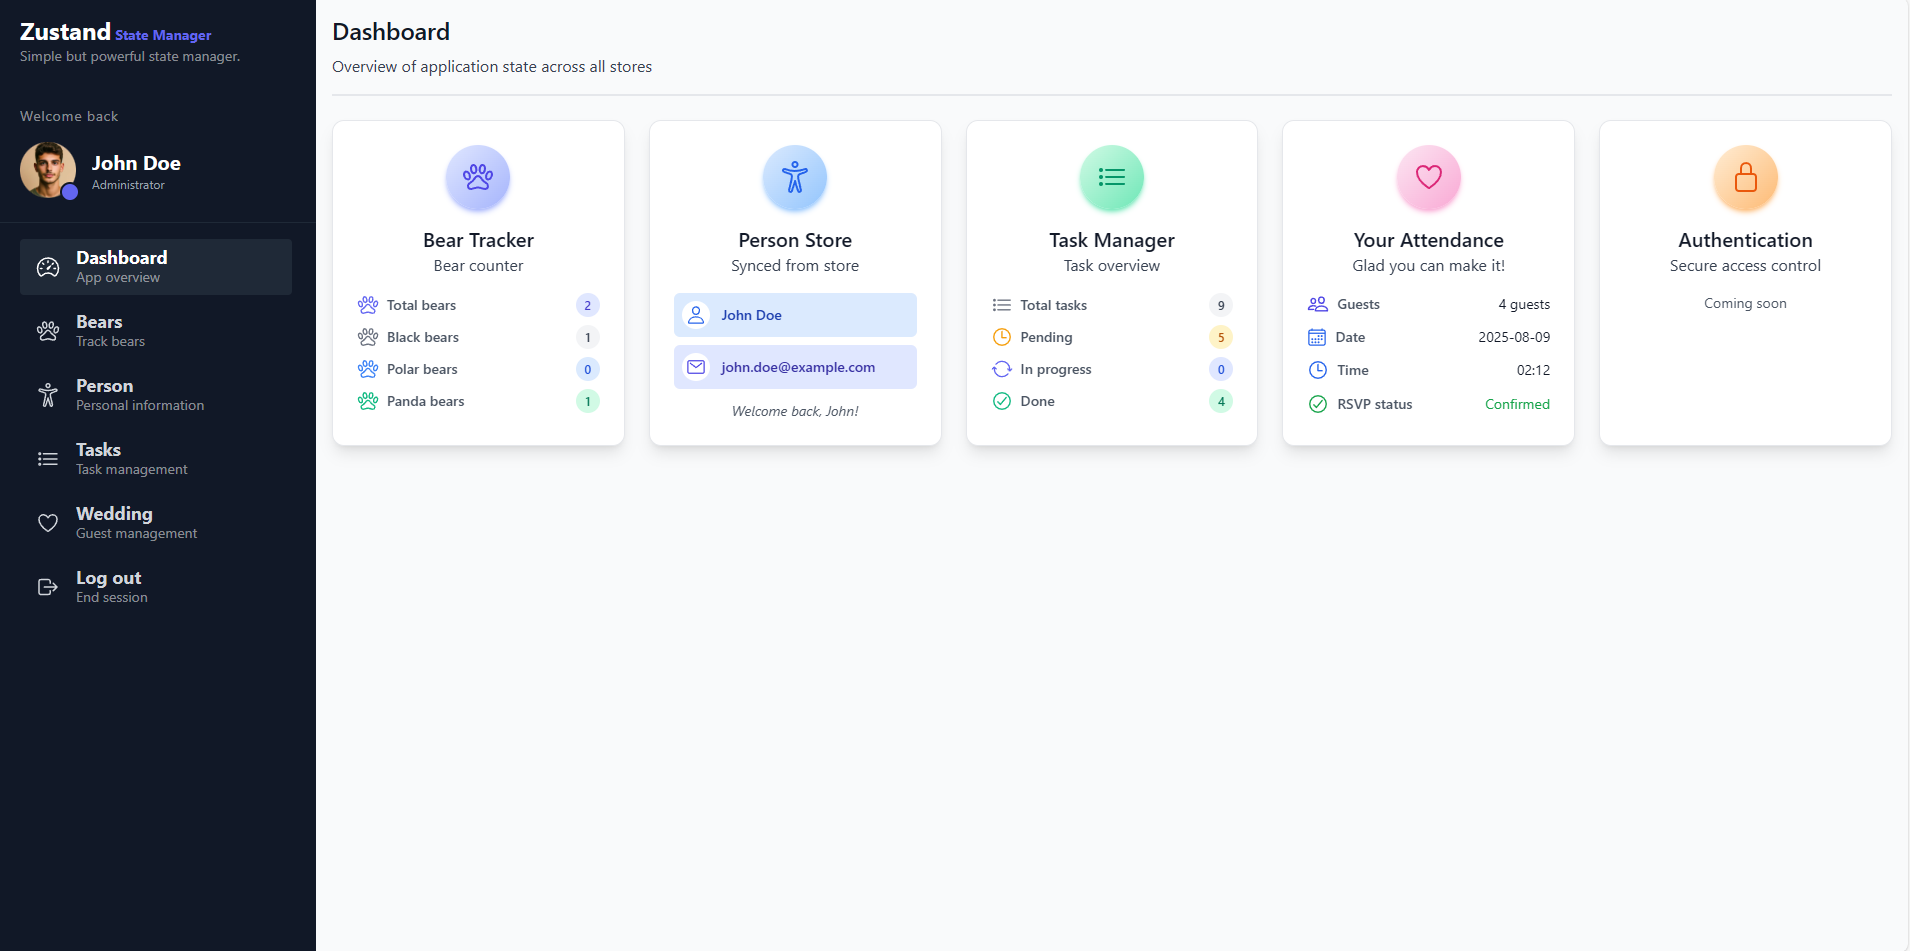 Zustand State Manager
Simple but powerful state manager.
Welcome back
John Doe
Administrator
Dashboard
App overview
Bears
Track bears
Person
Personal information
Tasks
Task management
Wedding
Guest management
Log out
End session
Dashboard
Overview of application state across all stores
Bear Tracker
Bear counter
Total bears 2
Black bears 1
Polar bears 0
Panda bears 1
Person Store
Synced from store
John Doe
john.doe@example.com
Welcome back, John!
Task Manager
Task overview
Total tasks 9
Pending 5
In progress 0
Done 4
Your Attendance
Glad you can make it!
Guests 4 guests
Date 2025-08-09
Time 02:12
RSVP status Confirmed
Authentication
Secure access control
Coming soon